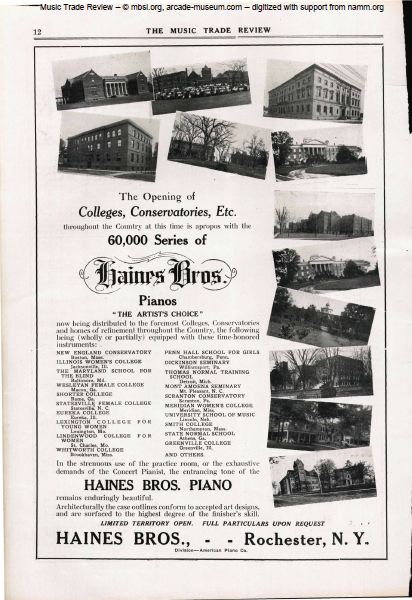 Music Trade Review -- © mbsi.org, arcade-museum.com -- digitized with support from namm.org
12
THE MUSIC TRADE REVIEW
The Opening of
Colleges, Conservatories, Etc.
throughout the Country at this time is apropos with the
60,000 Series of
Haines Bros.
Pianos
"THE ARTIST'S CHOICE"
now being distributed to the foremost Colleges, Conservatories
and homes of refinement throughout the Country, the following
being (wholly or partially) equipped with these time-honored
instruments:
NEW ENGLAND CONSERVATORY
Boston, Mass.
ILLINOIS WOMEN'S COLLEGE
Jacksonville, Ill.
THE MARYLAND SCHOOL FOR
THE BLIND
Baltimore, Md.
WESLEYAN FEMALE COLLEGE
Macon, Ga.
SHORTER COLLEGE
Rome, Ga.
STATESVILLE FEMALE COLLEGE
Statesville, N. C.
EUREKA COLLEGE
Eureka, Ill.
LEXINGTON COLLEGE FOR
YOUNG WOMEN
Lexington, Mo.
LINDENWOOD COLLEGE FOR
WOMEN
St. Charles, Mo.
WHITWORTH COLLEGE
Brookhaven, Miss.
PENN HALL SCHOOL FOR GIRLS
Chambersburg, Penn.
DICKINSON SEMINARY
Williamsport, Pa.
THOMAS NORMAL TRAINING
SCHOOL
Detroit, Mich.
MONT AMOENA SEMINARY
Mt. Pleasant, N. C.
SCRANTON CONSERVATORY
Scranton, Pa.
MERIDIAN WOMEN'S COLLEGE,
Meridian, Miss.
UNIVERSITY SCHOOL OF MUSIC
Lincoln, Neb.
SMITH COLLEGE
Northampton, Mass.
STATE NORMAL SCHOOL
Athens, Ga.
GREENVILLE COLLEGE
Greenville, Ill.
AND OTHERS.
In the strenuous use of the practice room, or the exhaustive
demands of the Concert Pianist, the entrancing tone of the
HAINES BROS. PIANO
remains enduringly beautiful.
Architecturally the case outlines conform to accepted art designs,
and are surfaced to the highest degree of the finisher's skill.
LIMITED TERRITORY OPEN. FULL PARTICULARS UPON REQUEST
HAINES BROS., - - Rochester, N. Y.
Division—American Piano Co.